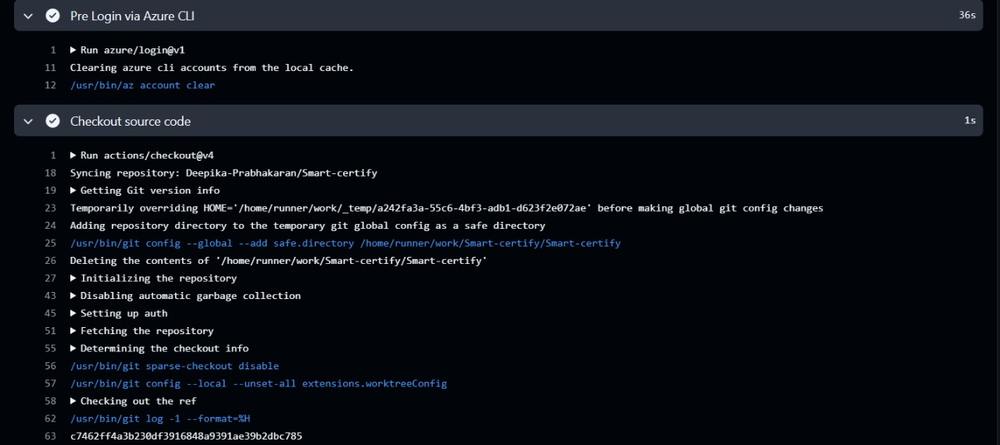 Pre Login via Azure CLI 36s
1 ▶ Run azure/login@v1
11 Clearing azure cli accounts from the local cache.
12 /usr/bin/az account clear
Checkout source code 1s
1 ▶ Run actions/checkout@v4
18 Syncing repository: Deepika-Prabhakaran/Smart-certify
19 ▶ Getting Git version info
23 Temporarily overriding HOME='/home/runner/work/_temp/a242fa3a-55c6-4bf3-adb1-d623f2e072ae' before making global git config changes
24 Adding repository directory to the temporary git global config as a safe directory
25 /usr/bin/git config --global --add safe.directory /home/runner/work/Smart-certify/Smart-certify
26 Deleting the contents of '/home/runner/work/Smart-certify/Smart-certify'
27 ▶ Initializing the repository
43 ▶ Disabling automatic garbage collection
45 ▶ Setting up auth
51 ▶ Fetching the repository
55 ▶ Determining the checkout info
56 /usr/bin/git sparse-checkout disable
57 /usr/bin/git config --local --unset-all extensions.worktreeConfig
58 ▶ Checking out the ref
62 /usr/bin/git log -1 --format=%H
63 c7462ff4a3b230df3916848a9391ae39b2dbc785